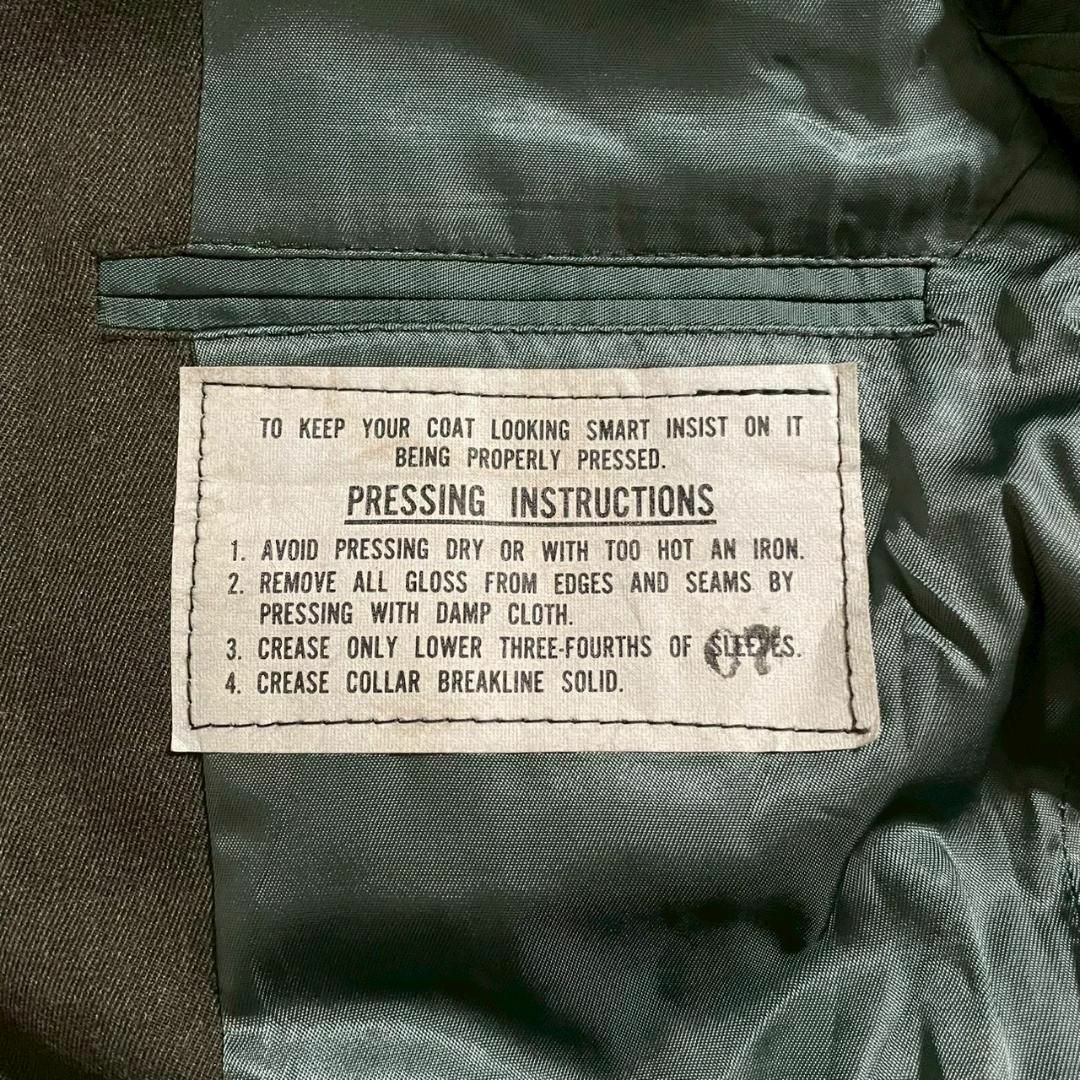 TO KEEP YOUR COAT LOOKING SMART INSIST ON IT
BEING PROPERLY PRESSED.
PRESSING INSTRUCTIONS
1. AVOID PRESSING DRY OR WITH TOO HOT AN IRON.
2. REMOVE ALL GLOSS FROM EDGES AND SEAMS BY
PRESSING WITH DAMP CLOTH.
3. CREASE ONLY LOWER THREE-FOURTHS OF SLEEVES.
4. CREASE COLLAR BREAKLINE SOLID.